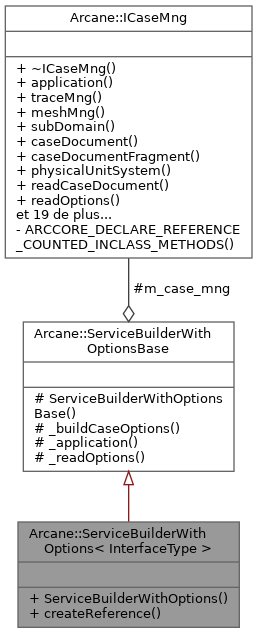 Arcane::ICaseMng
+ ~ICaseMng()
+ application()
+ traceMng()
+ meshMng()
+ subDomain()
+ caseDocument()
+ caseDocumentFragment()
+ physicalUnitSystem()
+ readCaseDocument()
+ readOptions()
et 19 de plus...
- ARCCORE_DECLARE_REFERENCE
_COUNTED_INCLASS_METHODS()
#m_case_mng
Arcane::ServiceBuilderWith
OptionsBase
# ServiceBuilderWithOptions
Base()
# _buildCaseOptions()
# _application()
# _readOptions()
Arcane::ServiceBuilderWith
Options< InterfaceType >
+ ServiceBuilderWithOptions()
+ createReference()